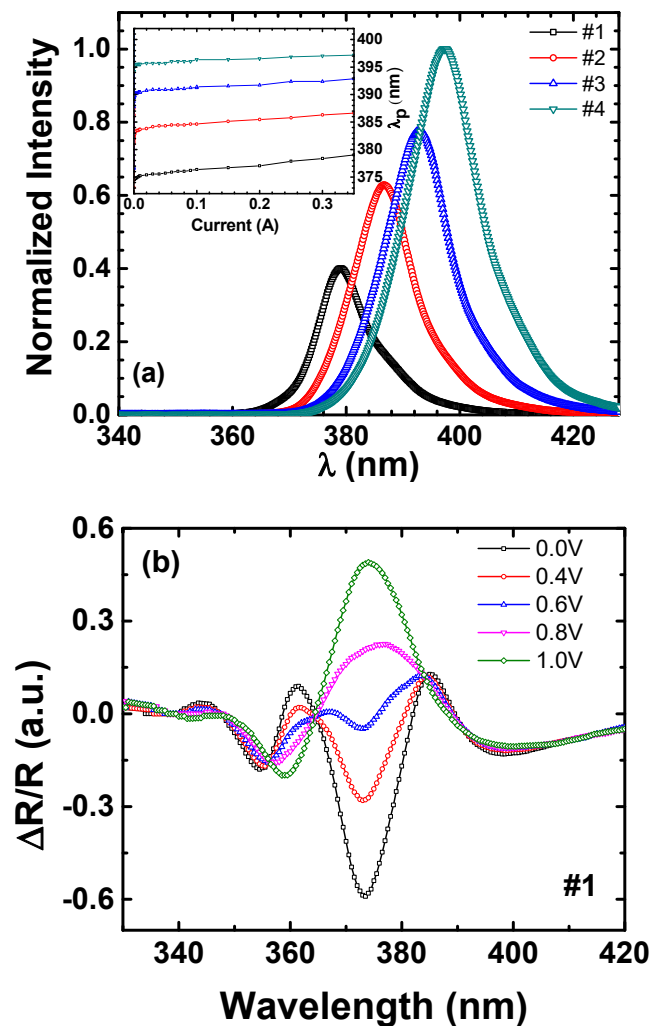 1.0
0.8
0.6
0.4
0.2
0.0
Normalized Intensity
400
395
390
385
380
375
λp (nm)
0.0 0.1 0.2 0.3
Current (A)
#1
#2
#3
#4
(a)
340 360 380 400 420
λ (nm)
0.6
0.3
0.0
-0.3
-0.6
ΔR/R (a.u.)
(b)
0.0V
0.4V
0.6V
0.8V
1.0V
#1
340 360 380 400 420
Wavelength (nm)